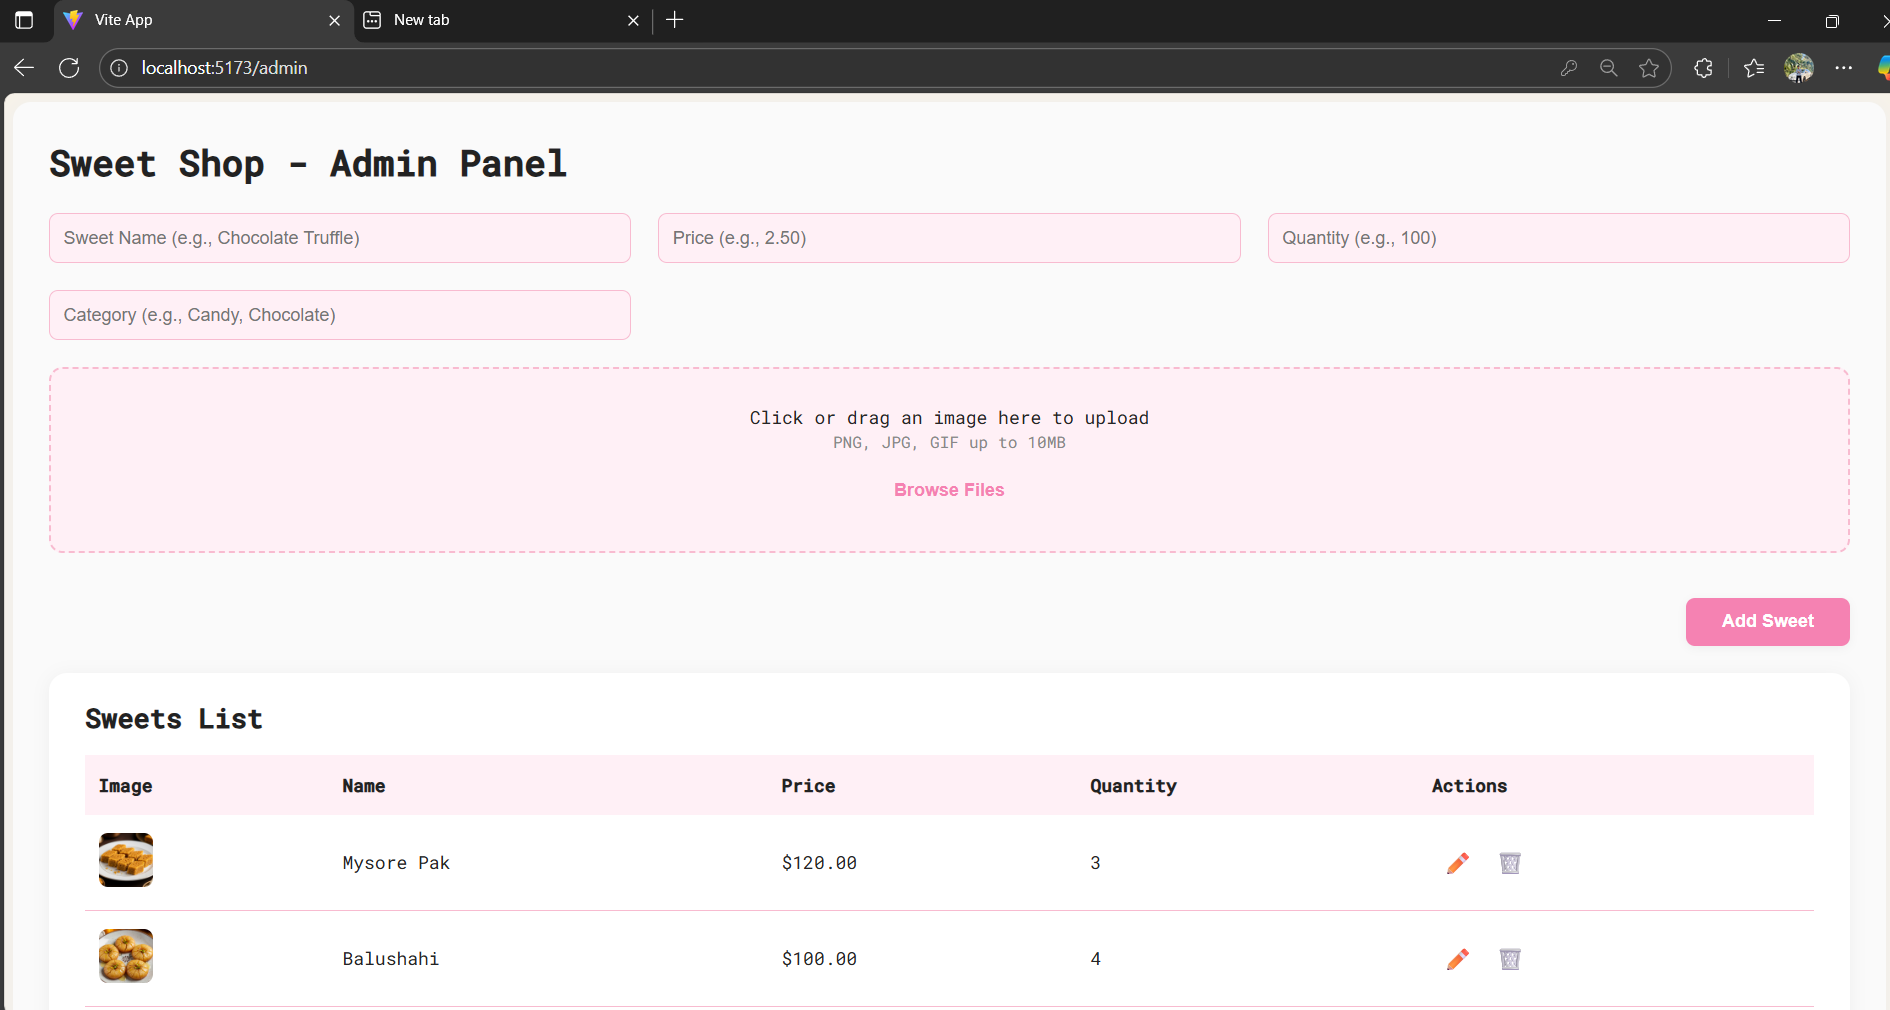 Vite App
New tab
localhost:5173/admin
Sweet Shop - Admin Panel
Sweet Name (e.g., Chocolate Truffle)
Price (e.g., 2.50)
Quantity (e.g., 100)
Category (e.g., Candy, Chocolate)
Click or drag an image here to upload
PNG, JPG, GIF up to 10MB
Browse Files
Add Sweet
Sweets List
Image Name Price Quantity Actions
Mysore Pak $120.00 3
Balushahi $100.00 4